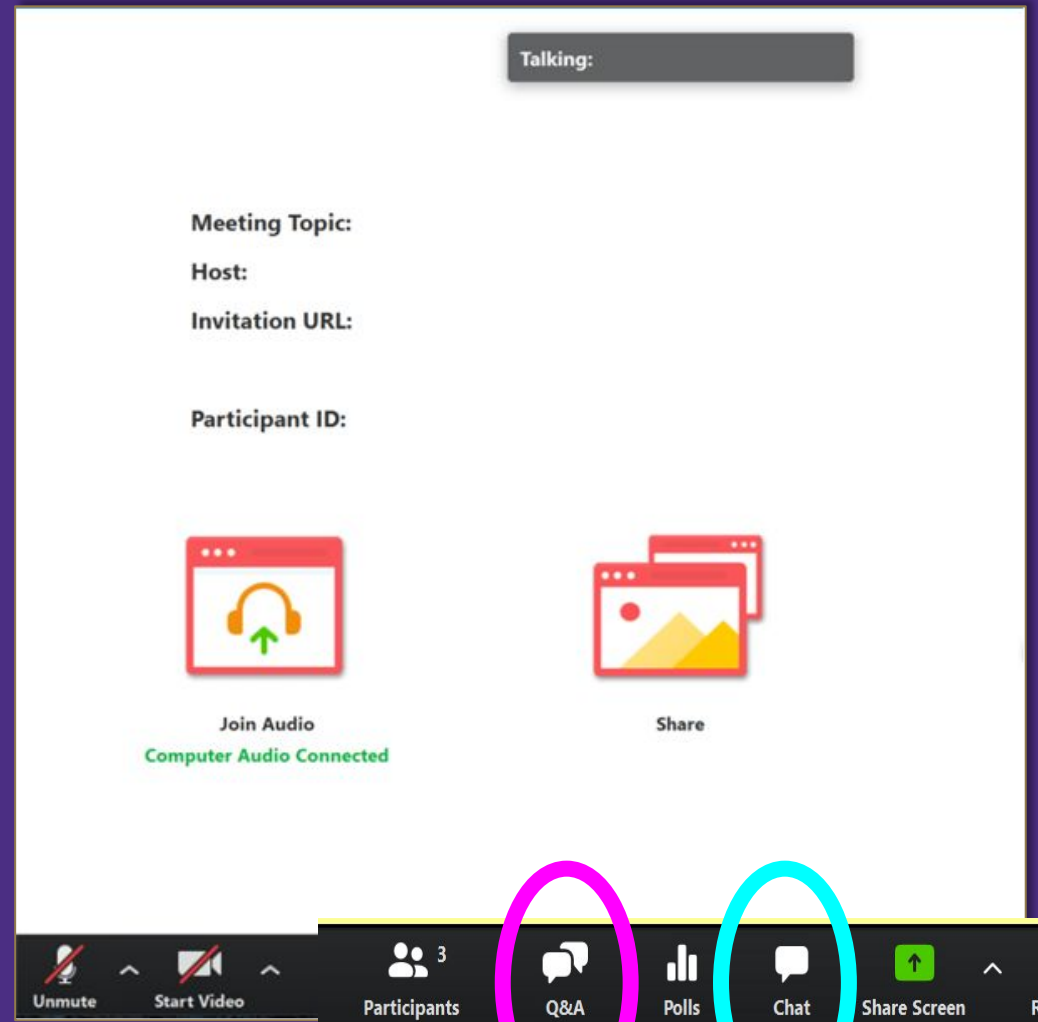 Talking:
Meeting Topic:
Host:
Invitation URL:
Participant ID:
Join Audio
Share
Computer Audio Connected
3
Unmute
Start Video
Participants
Q&A
Polls
Chat
Share Screen
R